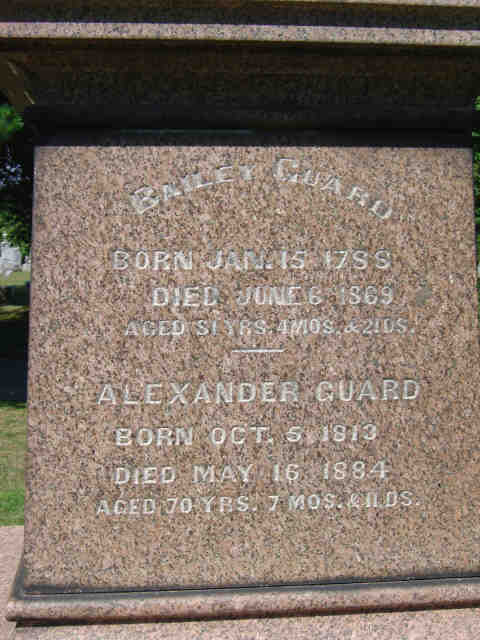 BAILEY GUARD
BORN JAN. 15 1788
DIED JUNE 6 1869
AGED 81 YRS. 4 MOS. & 21 DS.
ALEXANDER GUARD
BORN OCT. 5 1813
DIED MAY 16 1884
AGED 70 YRS. 7 MOS. & 11 DS.